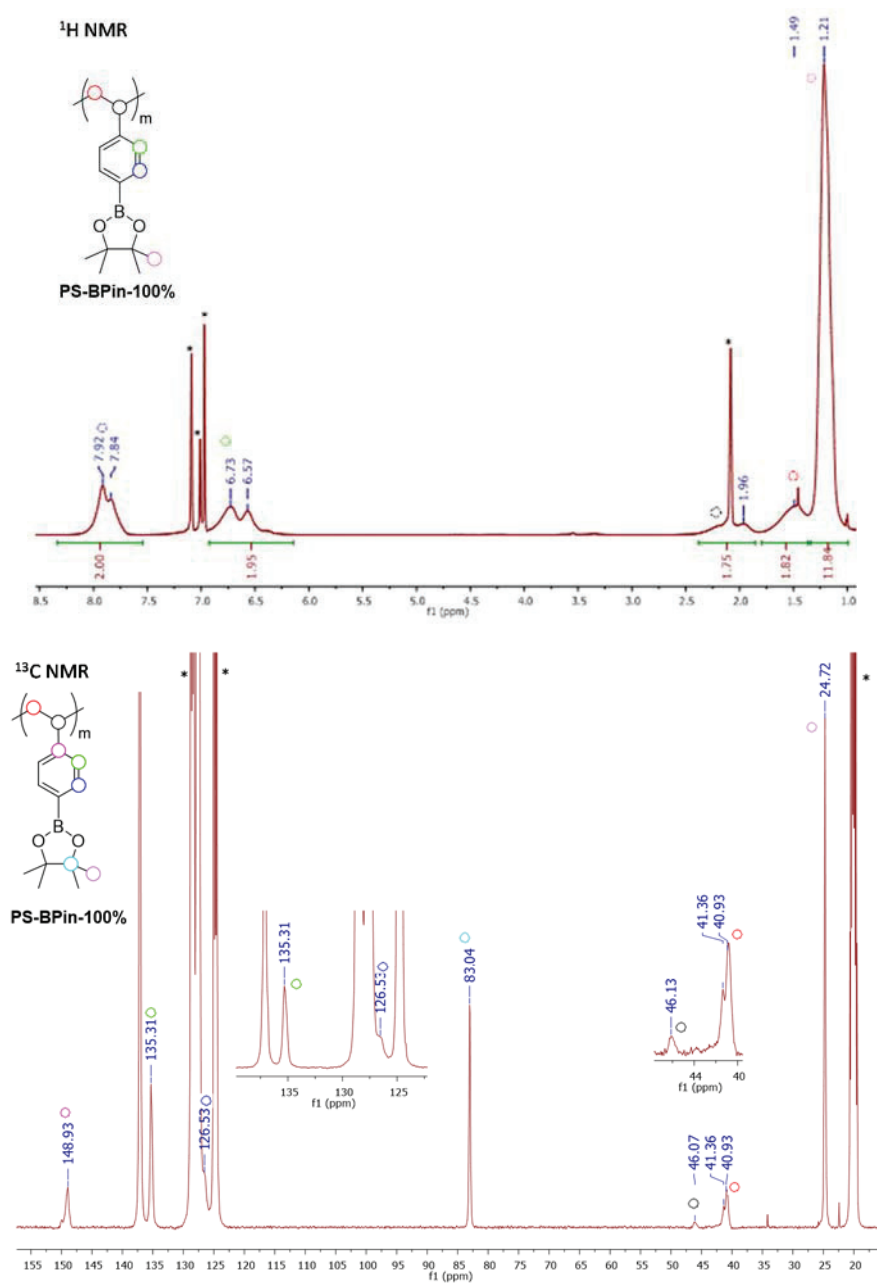 ¹H NMR
m
B
O O
PS-BPin-100%
* * * *
7.92
7.84
6.73
6.57
1.96
1.49
1.21
2.00
1.95
1.75
1.82
11.84
8.5 8.0 7.5 7.0 6.5 6.0 5.5 5.0 4.5 4.0 3.5 3.0 2.5 2.0 1.5 1.0
f1 (ppm)
¹³C NMR
m
B
O O
PS-BPin-100%
* * *
148.93
135.31
126.53
135.31
126.53
135 130 125
f1 (ppm)
83.04
46.13
41.36
40.93
44 40
f1 (ppm)
46.07
41.36
40.93
24.72
155 150 145 140 135 130 125 120 115 110 105 100 95 90 85 80 75 70 65 60 55 50 45 40 35 30 25 20
f1 (ppm)